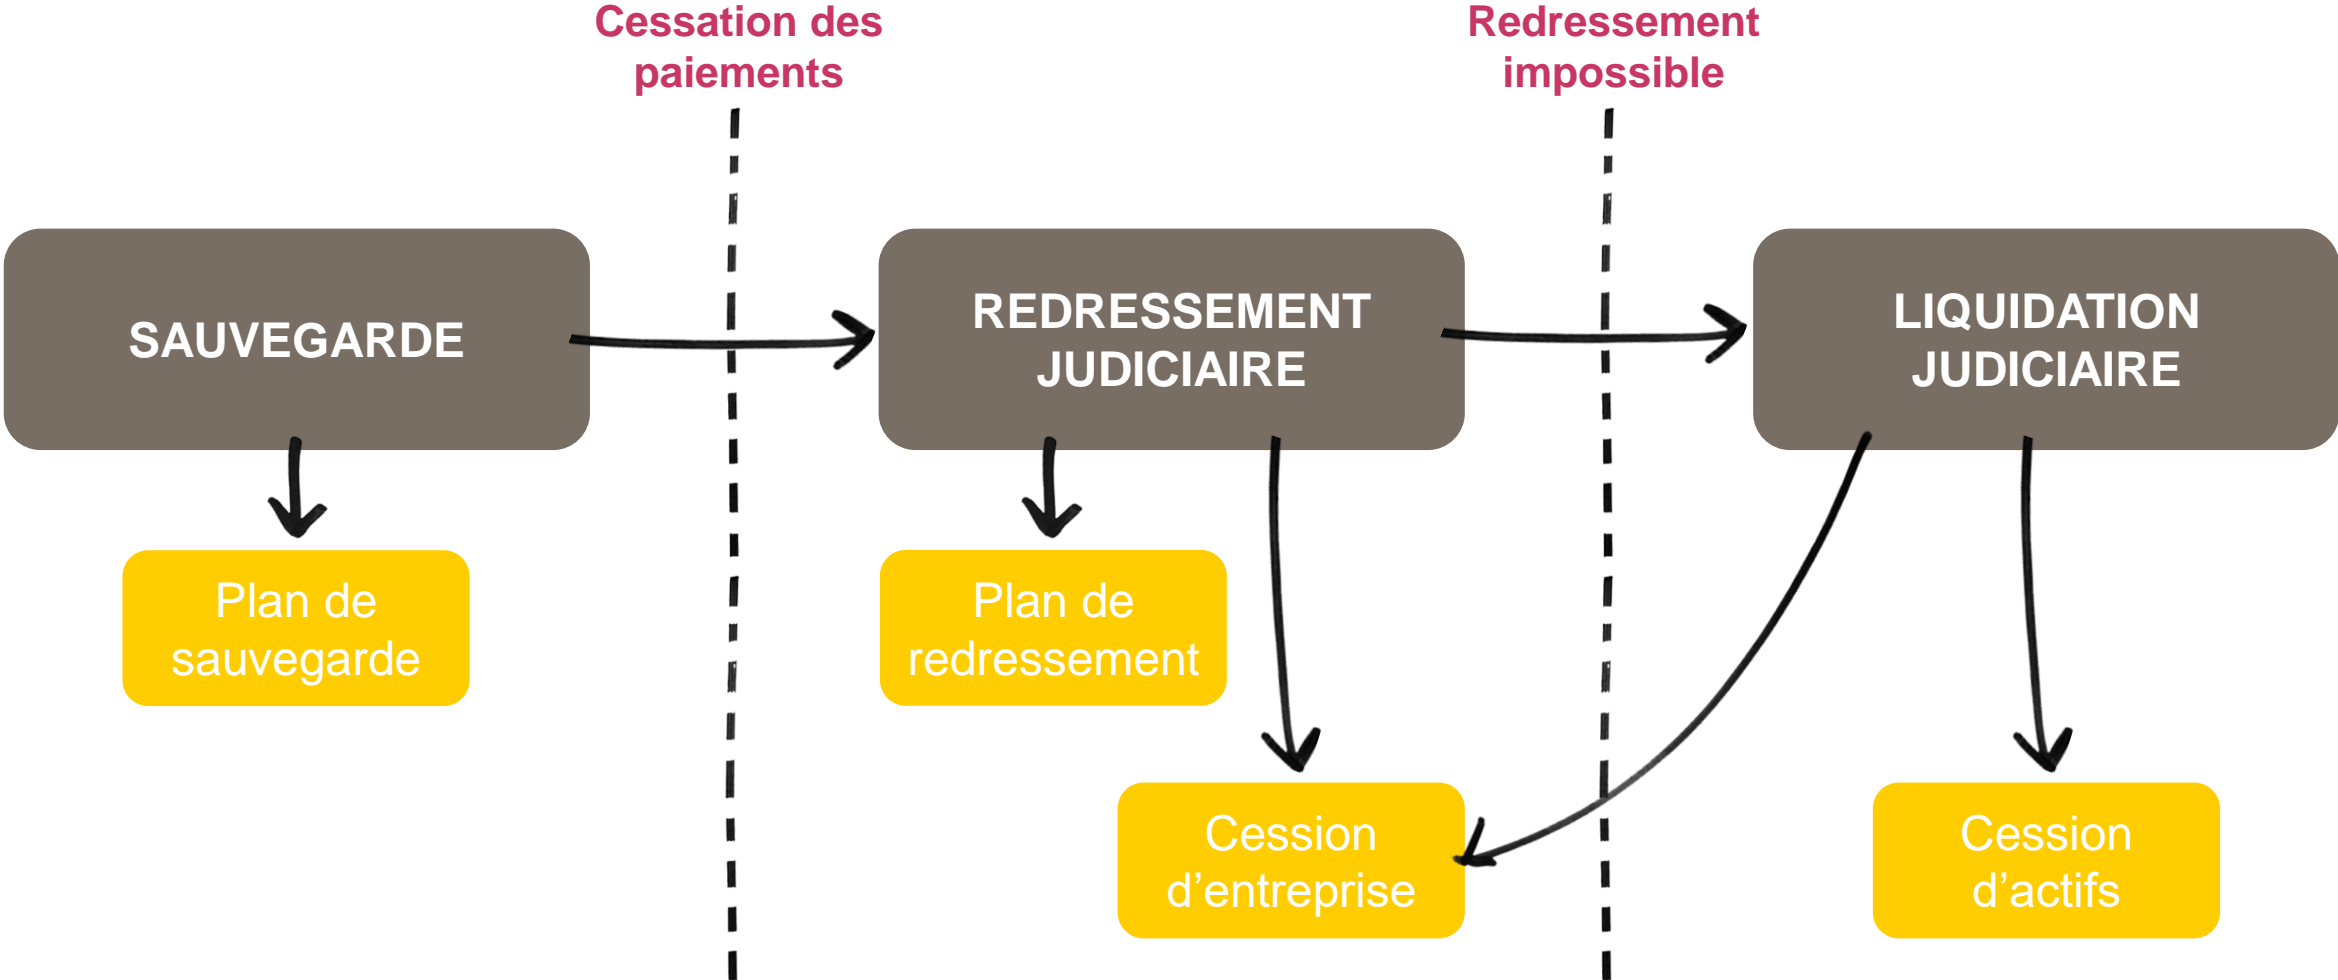 Cessation des
paiements
Redressement
impossible
SAUVEGARDE
REDRESSEMENT
JUDICIAIRE
LIQUIDATION
JUDICIAIRE
Plan de
sauvegarde
Plan de
redressement
Cession
d’entreprise
Cession
d’actifs